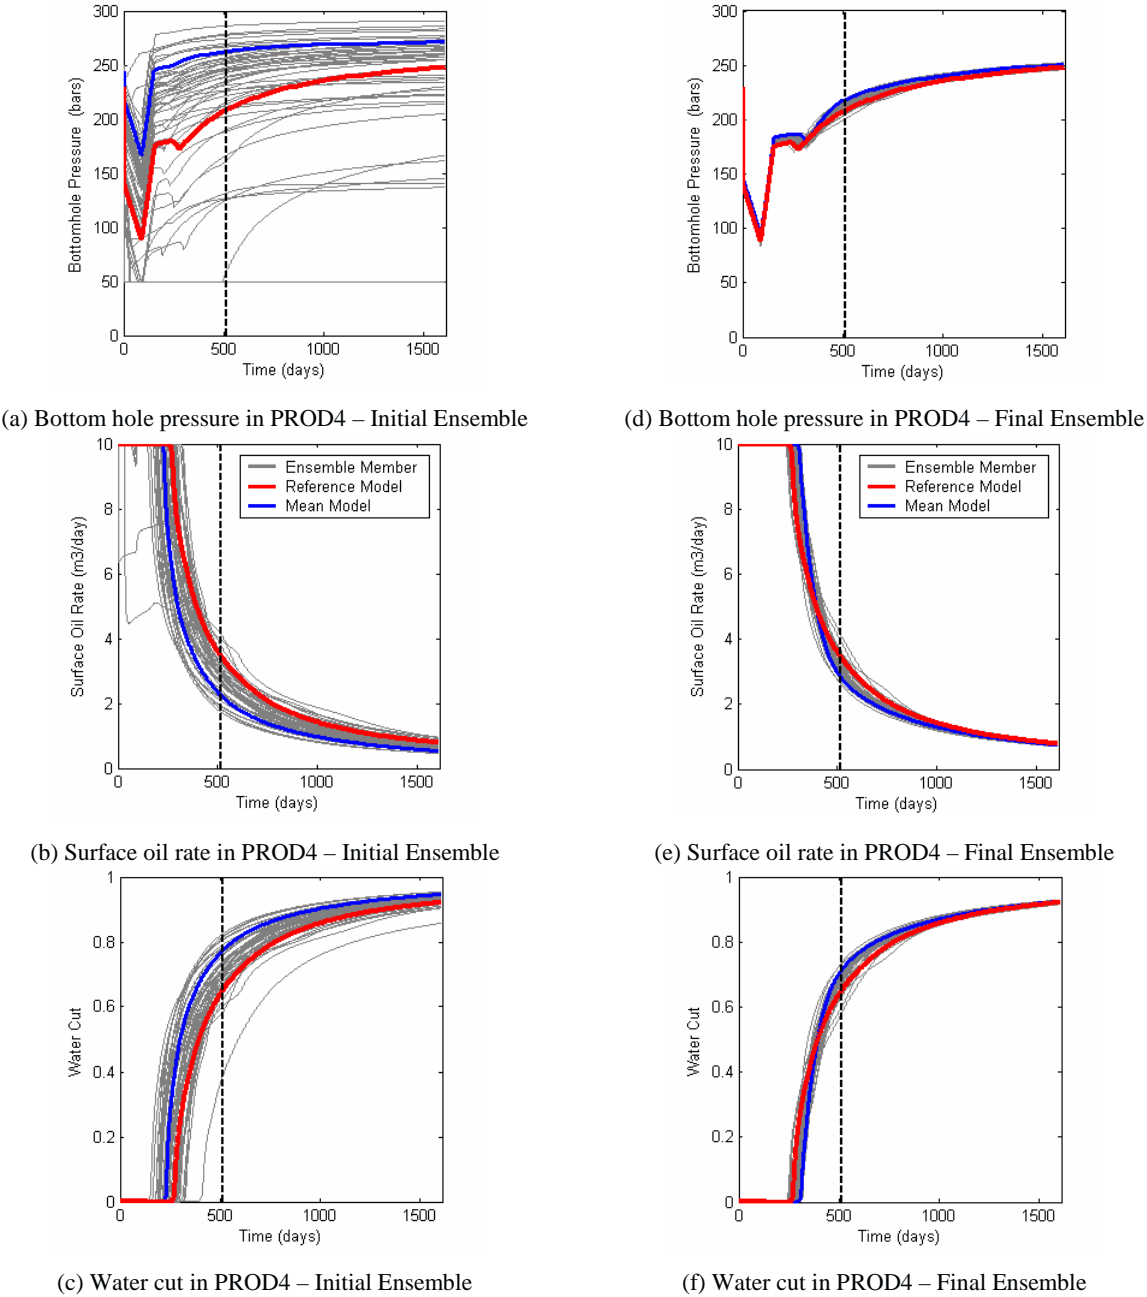 300
250
200
150
100
50
0
Bottomhole Pressure (bars)
0 500 1000 1500
Time (days)
(a) Bottom hole pressure in PROD4 – Initial Ensemble
300
250
200
150
100
50
0
Bottomhole Pressure (bars)
0 500 1000 1500
Time (days)
(d) Bottom hole pressure in PROD4 – Final Ensemble
10
8
6
4
2
0
Surface Oil Rate (m3/day)
Ensemble Member
Reference Model
Mean Model
0 500 1000 1500
Time (days)
(b) Surface oil rate in PROD4 – Initial Ensemble
10
8
6
4
2
0
Surface Oil Rate (m3/day)
Ensemble Member
Reference Model
Mean Model
0 500 1000 1500
Time (days)
(e) Surface oil rate in PROD4 – Final Ensemble
1
0.8
0.6
0.4
0.2
0
Water Cut
0 500 1000 1500
Time (days)
(c) Water cut in PROD4 – Initial Ensemble
1
0.8
0.6
0.4
0.2
0
Water Cut
0 500 1000 1500
Time (days)
(f) Water cut in PROD4 – Final Ensemble